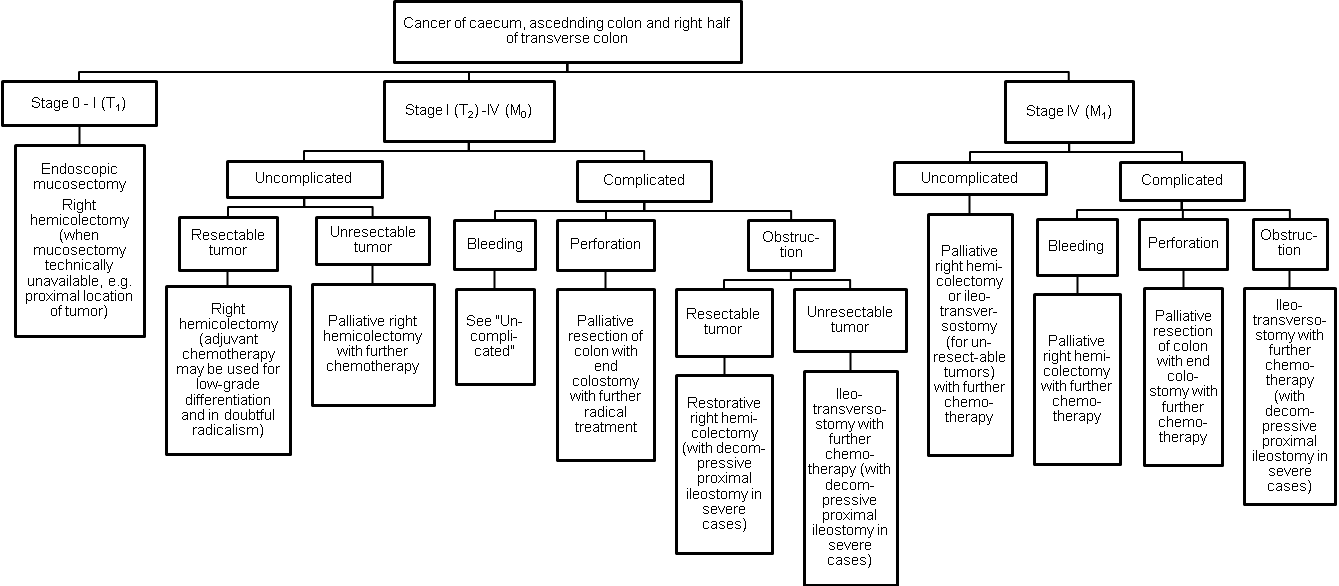 Cancer of caecum, ascednding colon and right half
of transverse colon
Stage 0 - I (T1)
Stage I (T2) -IV (M0)
Stage IV (M1)
Endoscopic
mucosectomy
Right
hemicolectomy
(when
mucosectomy
technically
unavailable, e.g.
proximal location
of tumor)
Uncomplicated
Complicated
Uncomplicated
Complicated
Resectable
tumor
Unresectable
tumor
Bleeding
Perforation
Obstruc-
tion
Right
hemicolectomy
(adjuvant
chemotherapy
may be used for
low-grade
differentiation
and in doubtful
radicalism)
Palliative right
hemicolectomy
with further
chemotherapy
See "Un-
compli-
cated"
Palliative
resection of
colon with
end
colostomy
with further
radical
treatment
Resectable
tumor
Unresectable
tumor
Restorative
right hemi-
colectomy
(with decom-
pressive
proximal
ileostomy in
severe
cases)
Ileo-
transverso-
stomy with
further
chemo-
therapy (with
decom-
pressive
proximal
ileostomy in
severe
cases)
Palliative
right hemi-
colectomy
or ileo-
transver-
sostomy
(for un-
resect-able
tumors)
with further
chemo-
therapy
Bleeding
Perforation
Obstruc-
tion
Palliative
right hemi-
colectomy
with further
chemo-
therapy
Palliative
resection of
colon with
end colo-
stomy with
further
chemo-
therapy
Ileo-
transverso-
stomy with
further
chemo-
therapy
(with
decom-
pressive
proximal
ileostomy in
severe
cases)